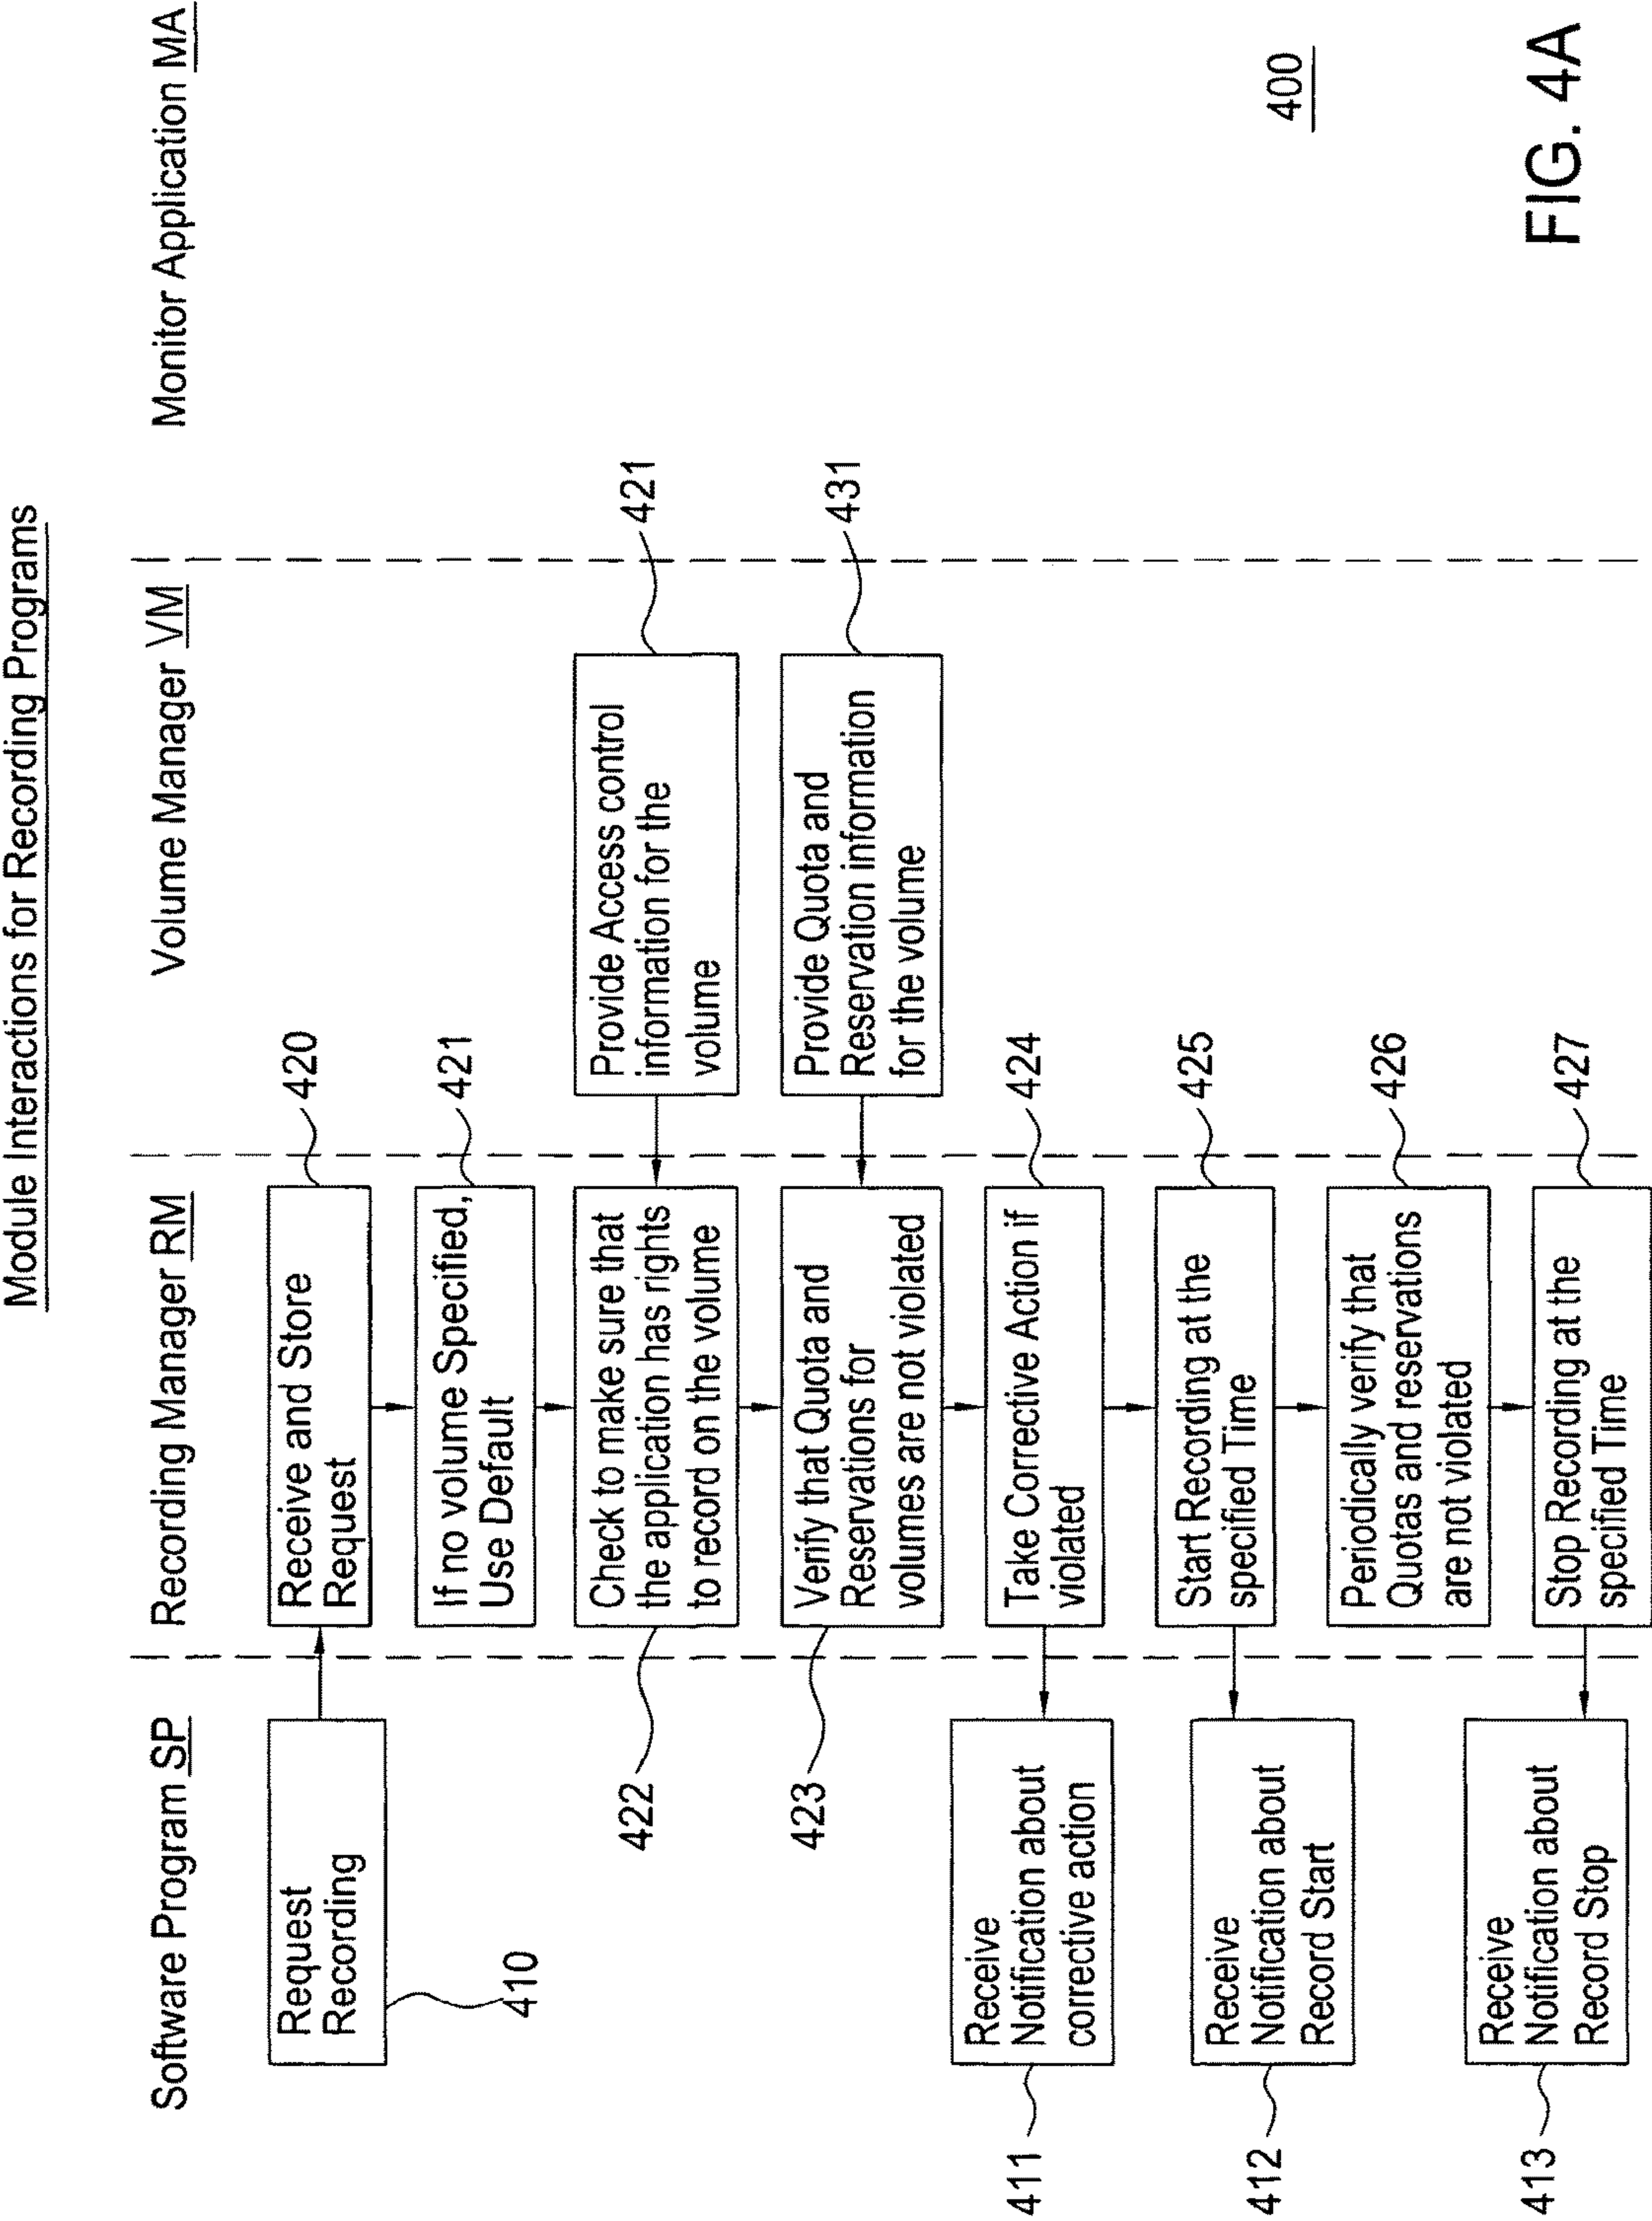 Module Interactions for Recording Programs
Software Program SP
Recording Manager RM
Volume Manager VM
Monitor Application MA
Request
Recording
410
Receive and Store
Request
420
If no volume Specified,
Use Default
421
Check to make sure that
the application has rights
to record on the volume
422
Provide Access control
information for the
volume
421
Verify that Quota and
Reservations for
volumes are not violated
423
Provide Quota and
Reservation information
for the volume
431
Take Corrective Action if
violated
424
Receive
Notification about
corrective action
411
Start Recording at the
specified Time
425
Receive
Notification about
Record Start
412
Periodically verify that
Quotas and reservations
are not violated
426
Stop Recording at the
specified Time
427
Receive
Notification about
Record Stop
413
400
FIG. 4A